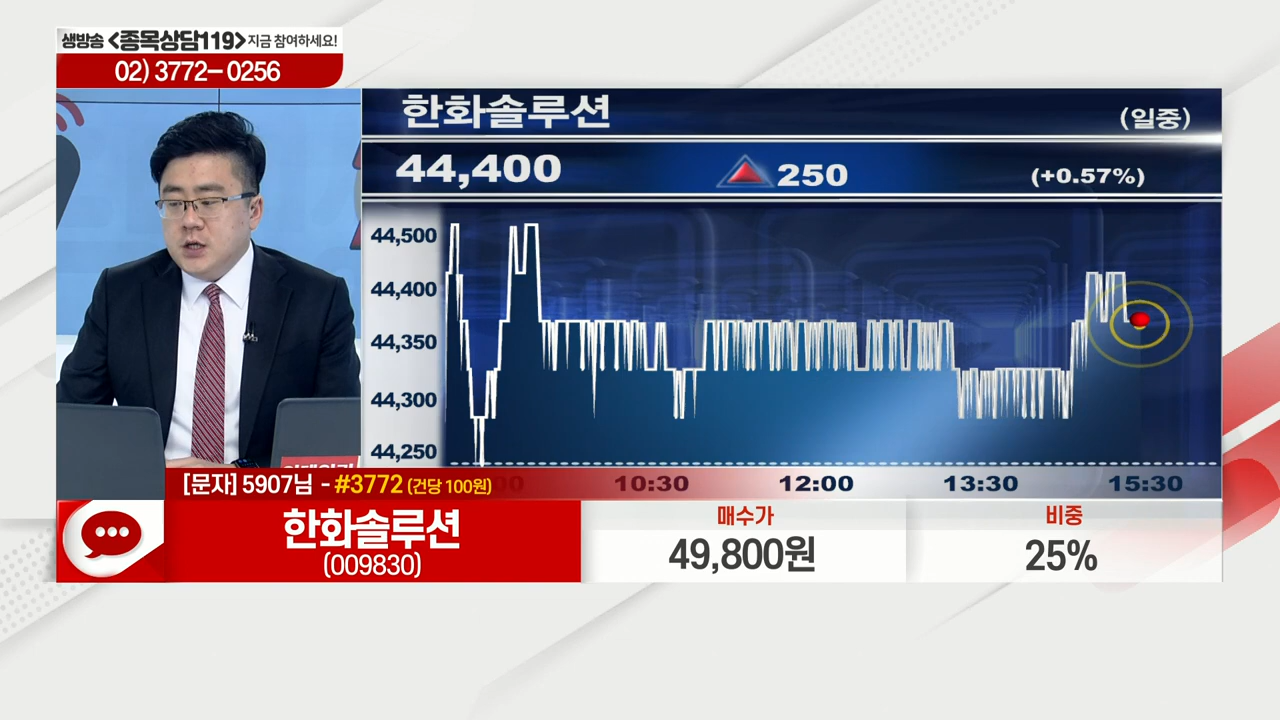 생방송 <종목상담119> 지금 참여하세요!
02) 3772-0256
한화솔루션
(일중)
44,400
250
(+0.57%)
44,500
44,400
44,350
44,300
44,250
10:30
12:00
13:30
15:30
[문자] 5907님 - #3772 (건당 100원)
한화솔루션
(009830)
매수가
49,800원
비중
25%